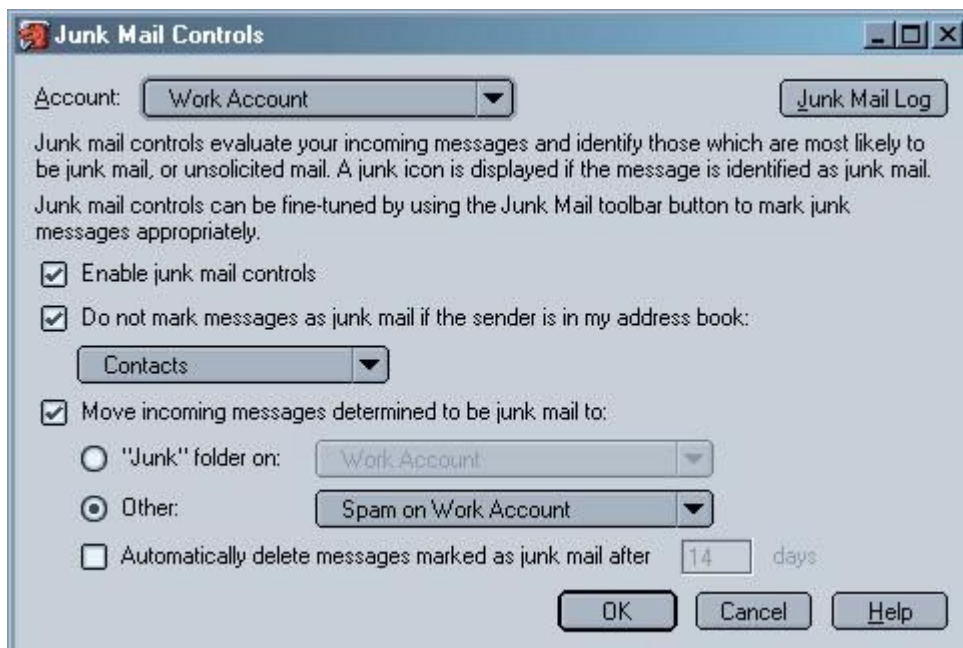 Junk Mail Controls
Account: Work Account Junk Mail Log
Junk mail controls evaluate your incoming messages and identify those which are most likely to
be junk mail, or unsolicited mail. A junk icon is displayed if the message is identified as junk mail.
Junk mail controls can be fine-tuned by using the Junk Mail toolbar button to mark junk
messages appropriately.
Enable junk mail controls
Do not mark messages as junk mail if the sender is in my address book:
Contacts
Move incoming messages determined to be junk mail to:
"Junk" folder on: Work Account
Other: Spam on Work Account
Automatically delete messages marked as junk mail after 14 days
OK Cancel Help